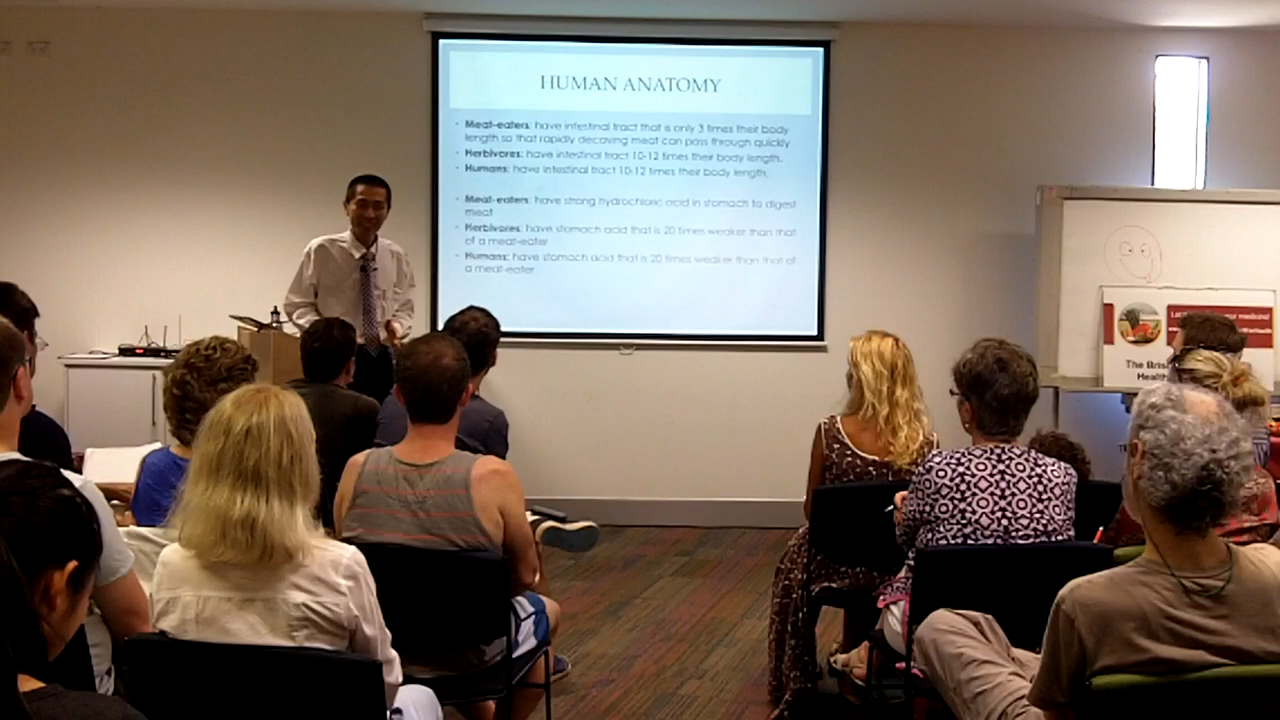 HUMAN ANATOMY
• Meat-eaters: have intestinal tract that is only 3 times their body
length so that rapidly decaying meat can pass through quickly
• Herbivores: have intestinal tract 10-12 times their body length.
• Humans: have intestinal tract 10-12 times their body length.
• Meat-eaters: have strong hydrochloric acid in stomach to digest
meat
• Herbivores: have stomach acid that is 20 times weaker than that
of a meat-eater
• Humans: have stomach acid that is 20 times weaker than that of
a meat-eater
medicine!
The
Health